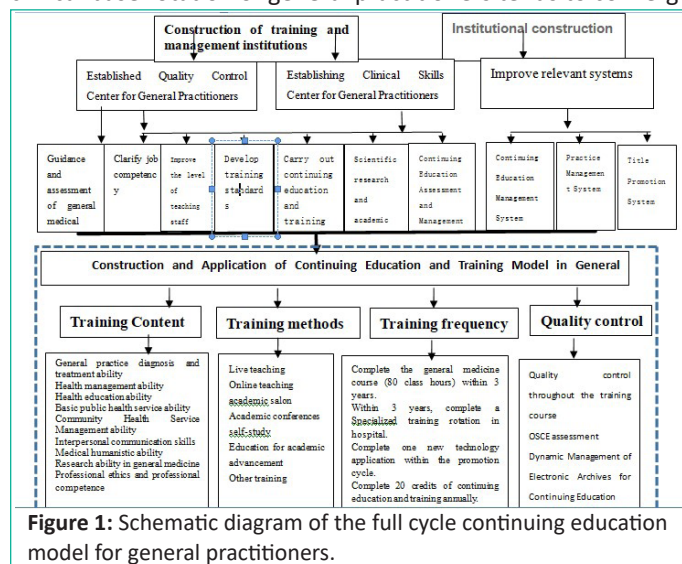 Construction of training and
management institutions
Institutional construction
Established Quality Control
Center for General Practitioners
Establishing Clinical Skills
Center for General Practitioners
Improve relevant systems
Guidance
and
assessment
of general
medical
Clarify job
competenc
y
Improve
the level
of
teaching
staff
Develop
training
standard
s
Carry out
continuing
education
and
training
Scientific
research
and
academic
Continuing
Education
Assessment
and
Management
Continuing
Education
Management
System
Practice
Managemen
t System
Title
Promotion
System
Construction and Application of Continuing Education and Training Model in General
Training Content
Training methods
Training frequency
Quality control
General practice diagnosis and
treatment ability
Health management ability
Health education ability
Basic public health service ability
Community Health Service
Management ability
Interpersonal communication skills
Medical humanistic ability
Research ability in general medicine
Professional ethics and professional
competence
Live teaching
Online teaching
academic salon
Academic conferences
self-study
Education for academic
advancement
Other training
Complete the general medicine
course (80 class hours) within 3
years.
Within 3 years, complete a
Specialized training rotation in
hospital.
Complete one new technology
application within the promotion
cycle.
Complete 20 credits of continuing
education and training annually.
Quality control
throughout the training
course
OSCE assessment
Dynamic Management of
Electronic Archives for
Continuing Education
Figure 1: Schematic diagram of the full cycle continuing education
model for general practitioners.